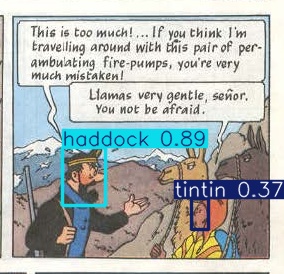 This is too much!... If you think I'm
travelling around with this pair of per-
ambulating fire-pumps, you're very
much mistaken!
Llamas very gentle, señor.
You not be afraid.
haddock 0.89
tintin 0.37